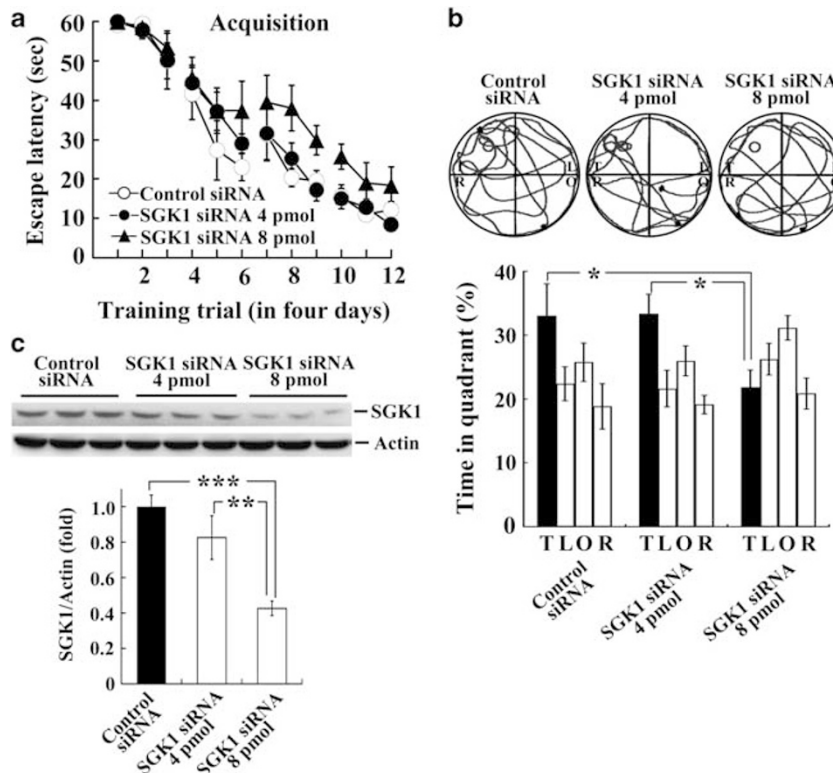 a
Acquisition
Escape latency (sec)
60
50
40
30
20
10
0
Control siRNA
SGK1 siRNA 4 pmol
SGK1 siRNA 8 pmol
2 4 6 8 10 12
Training trial (in four days)
b
Control
siRNA
SGK1 siRNA
4 pmol
SGK1 siRNA
8 pmol
T L
R O
T L
R O
T
R
Time in quadrant (%)
40
30
20
10
0
*
*
T L O R
T L O R
T L O R
Control
siRNA
SGK1 siRNA
4 pmol
SGK1 siRNA
8 pmol
c
Control
siRNA
SGK1 siRNA
4 pmol
SGK1 siRNA
8 pmol
SGK1
Actin
SGK1/Actin (fold)
1.0
0.8
0.6
0.4
0.2
0
***
**
Control
siRNA
SGK1 siRNA
4 pmol
SGK1 siRNA
8 pmol